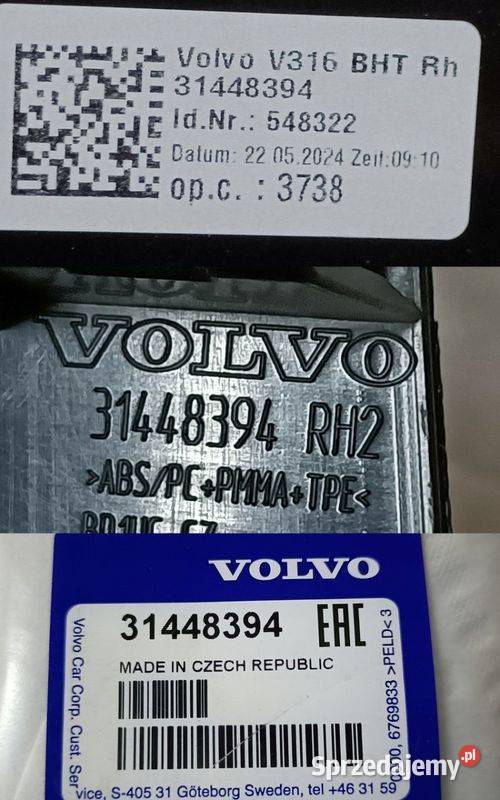 Volvo V316 BHT Rh
31448394
Id.Nr.: 548322
Datum: 22 05.2024 Zeit:09:10
op.c. : 3738
VOLVO
31448394 RH2
>ABS/PC+PMMA+TPE<
VOLVO
31448394 EAC
MADE IN CZECH REPUBLIC
Volvo Car Corp. Cust. Ser
vice, S-405 31 Göteborg Sweden, tel +46 31 59
6769833 >PELD< 3
Sprzedajemy.pl